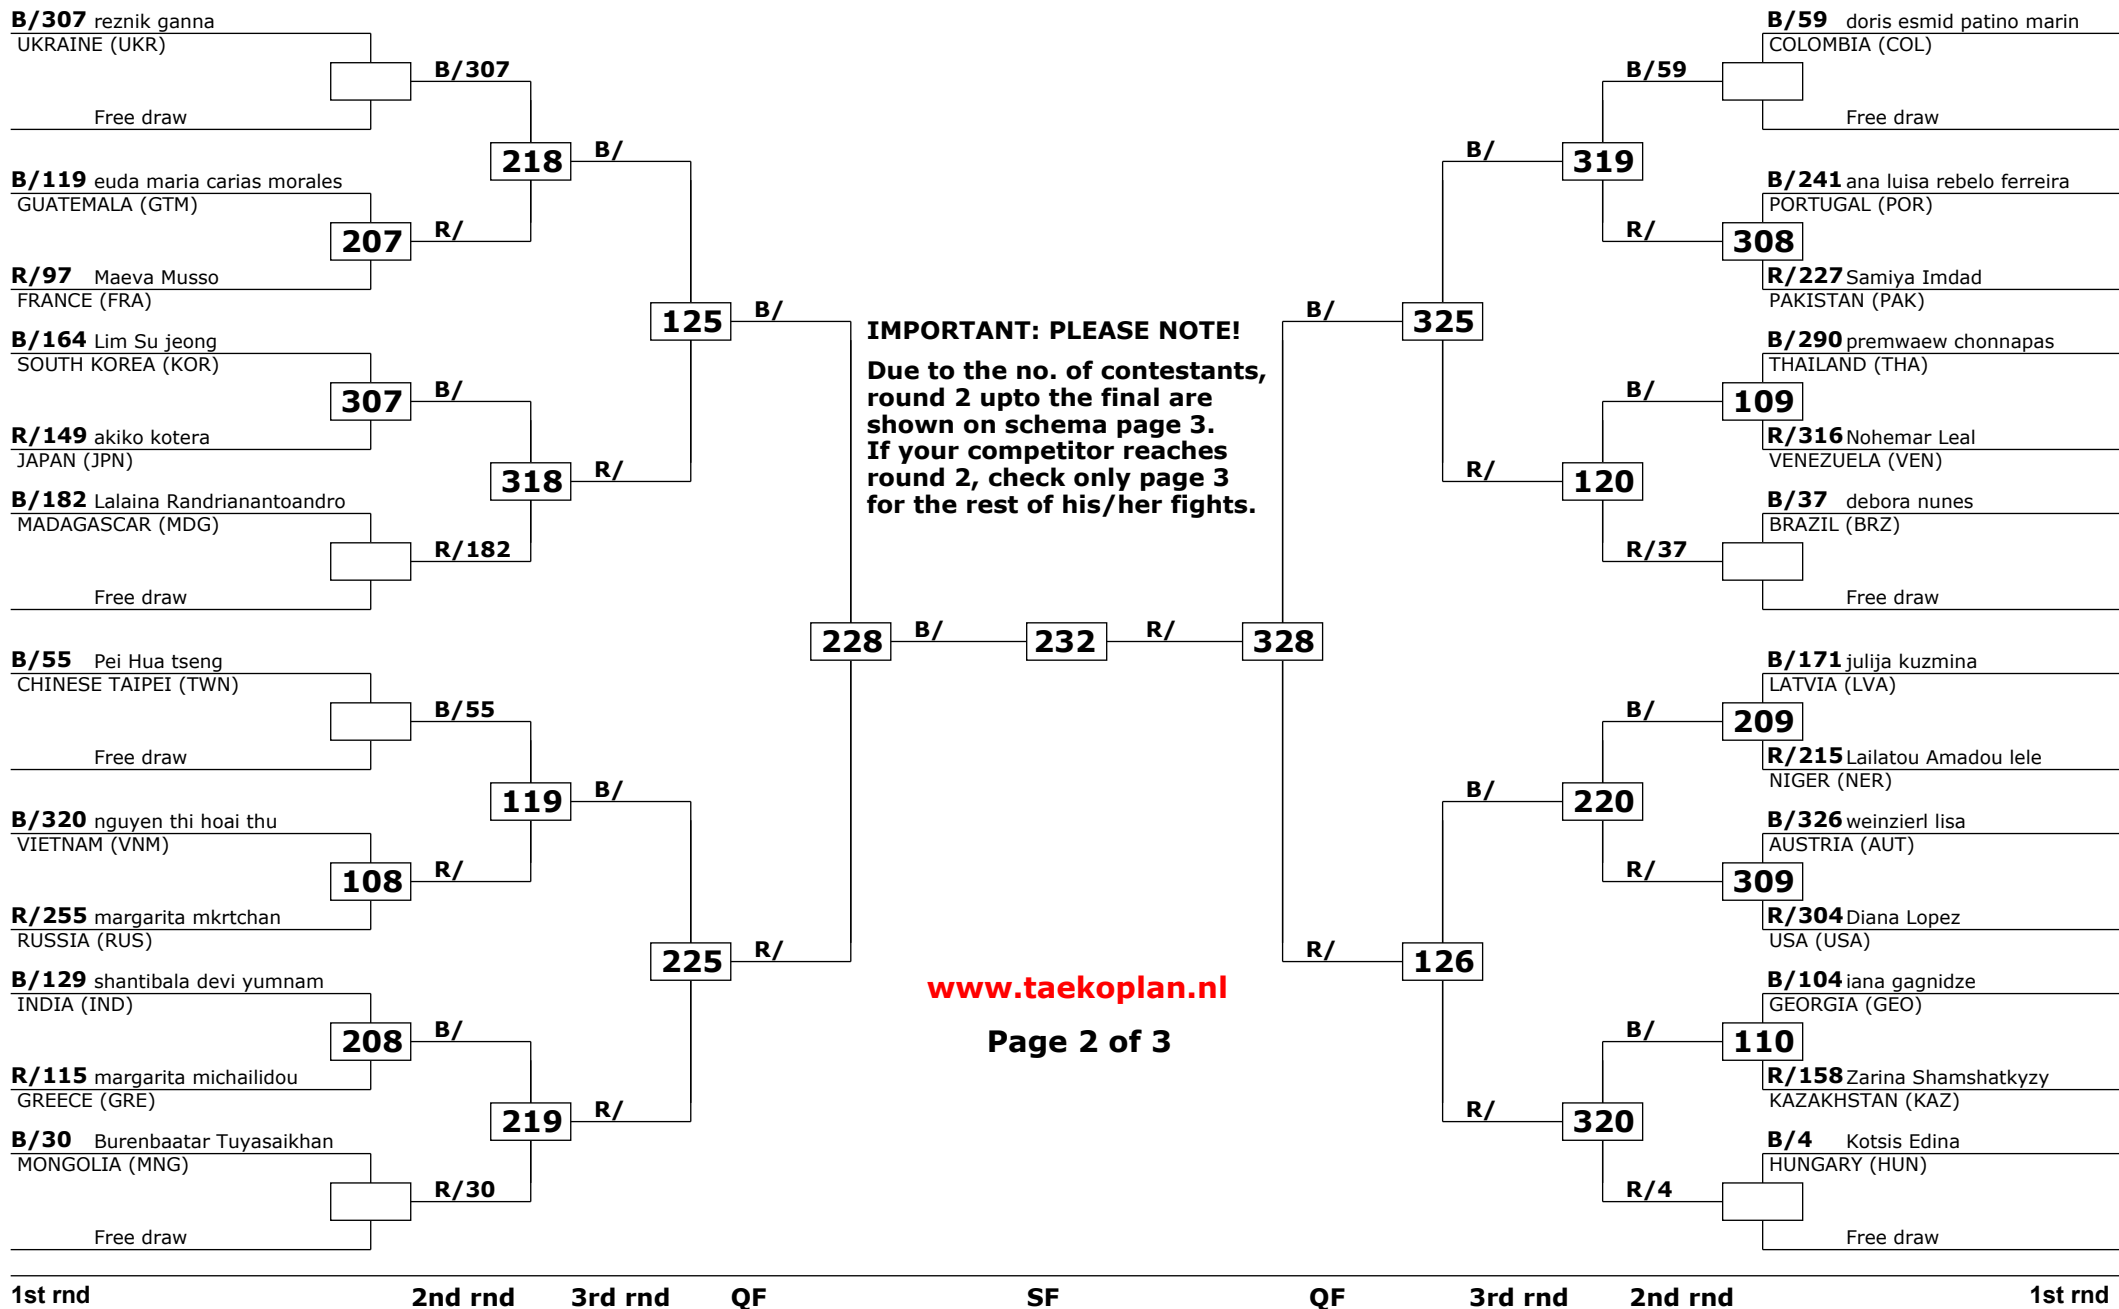 B/307 reznik ganna
UKRAINE (UKR)
B/307
Free draw
218
B/
B/119 euda maria carias morales
GUATEMALA (GTM)
207
R/
R/97 Maeva Musso
FRANCE (FRA)
125
B/
B/164 Lim Su jeong
SOUTH KOREA (KOR)
307
B/
R/149 akiko kotera
JAPAN (JPN)
318
R/
B/182 Lalaina Randrianantoandro
MADAGASCAR (MDG)
R/182
Free draw
228
B/
232
R/
328
B/55 Pei Hua tseng
CHINESE TAIPEI (TWN)
B/55
Free draw
119
B/
B/320 nguyen thi hoai thu
VIETNAM (VNM)
108
R/
R/255 margarita mkrtchan
RUSSIA (RUS)
225
R/
B/129 shantibala devi yumnam
INDIA (IND)
208
B/
R/115 margarita michailidou
GREECE (GRE)
219
R/
B/30 Burenbaatar Tuyasaikhan
MONGOLIA (MNG)
R/30
Free draw
IMPORTANT: PLEASE NOTE!
Due to the no. of contestants,
round 2 upto the final are
shown on schema page 3.
If your competitor reaches
round 2, check only page 3
for the rest of his/her fights.
www.taekoplan.nl
Page 2 of 3
B/59 doris esmid patino marin
COLOMBIA (COL)
B/59
Free draw
B/
319
B/241 ana luisa rebelo ferreira
PORTUGAL (POR)
R/
308
R/227 Samiya Imdad
PAKISTAN (PAK)
B/
325
B/290 premwaew chonnapas
THAILAND (THA)
B/
109
R/316 Nohemar Leal
VENEZUELA (VEN)
R/
120
B/37 debora nunes
BRAZIL (BRZ)
R/37
Free draw
B/171 julija kuzmina
LATVIA (LVA)
B/
209
R/215 Lailatou Amadou lele
NIGER (NER)
B/
220
B/326 weinzierl lisa
AUSTRIA (AUT)
R/
309
R/304 Diana Lopez
USA (USA)
R/
126
B/104 iana gagnidze
GEORGIA (GEO)
B/
110
R/158 Zarina Shamshatkyzy
KAZAKHSTAN (KAZ)
R/
320
B/4 Kotsis Edina
HUNGARY (HUN)
R/4
Free draw
1st rnd 2nd rnd 3rd rnd QF SF QF 3rd rnd 2nd rnd 1st rnd